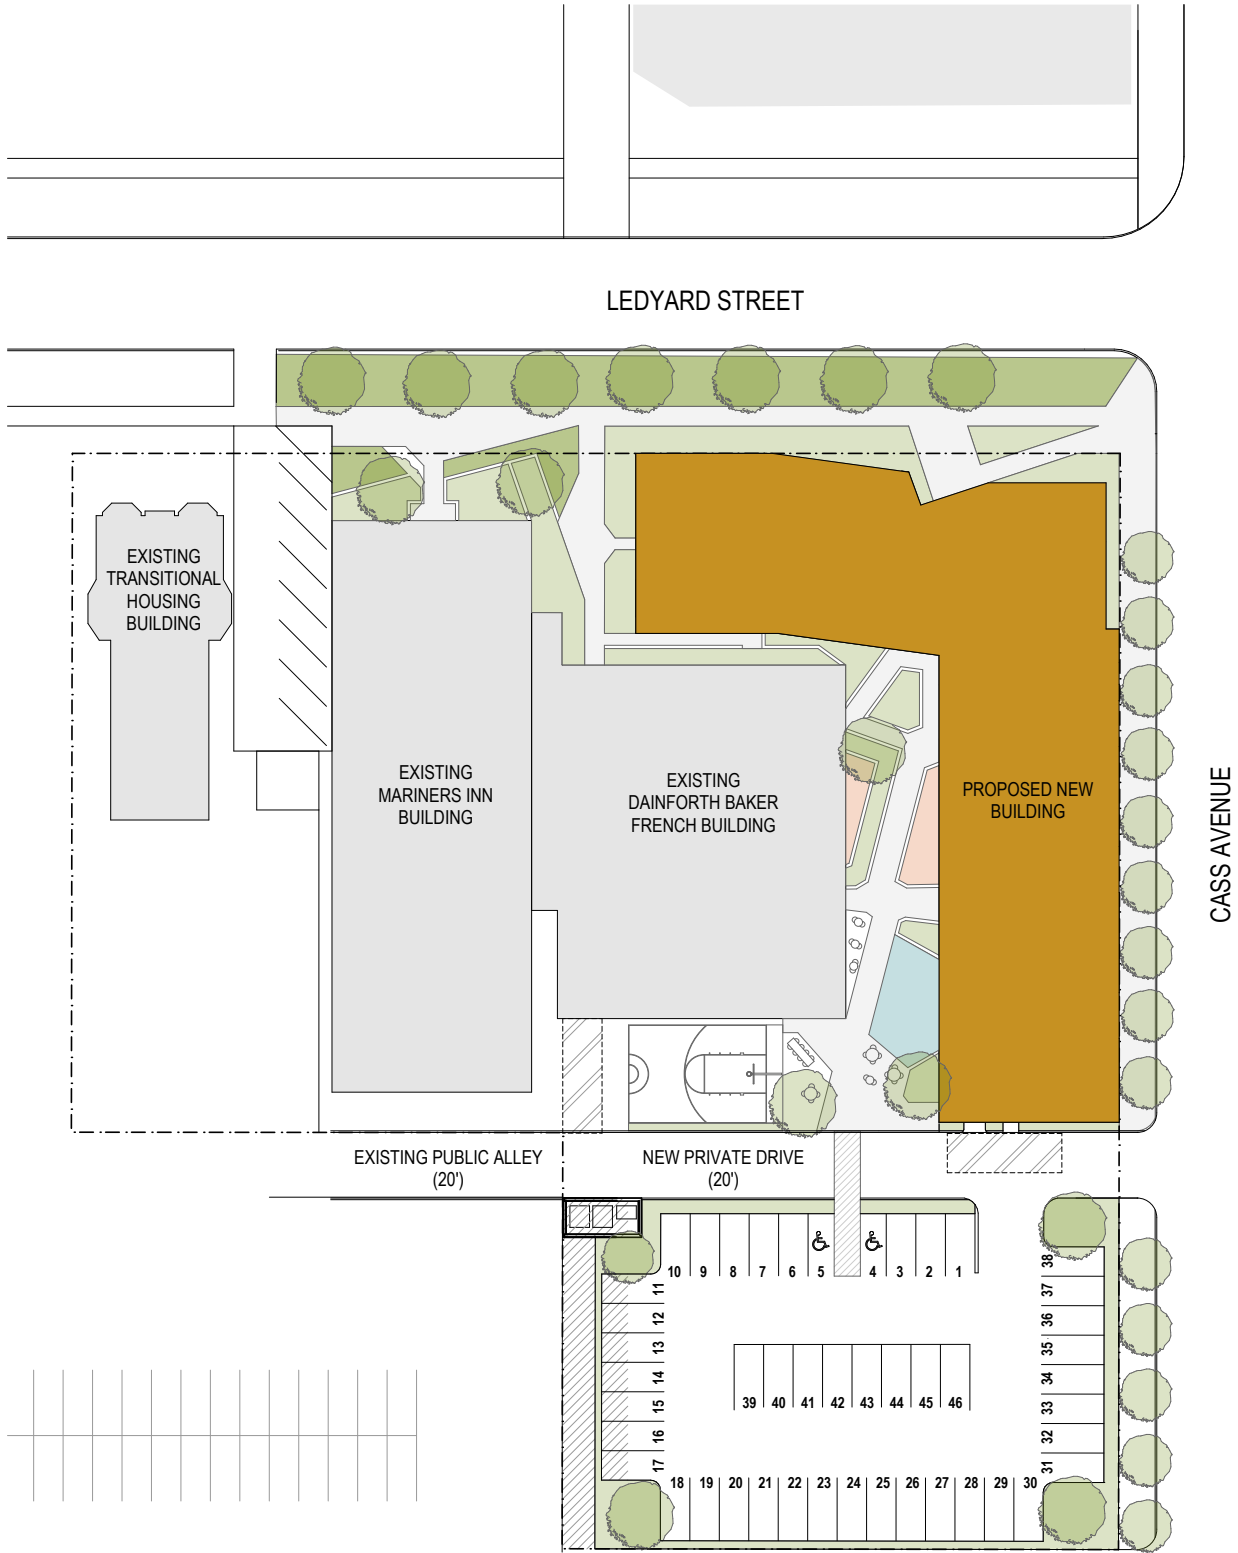 LEDYARD STREET
EXISTING
TRANSITIONAL
HOUSING
BUILDING
EXISTING
MARINERS INN
BUILDING
EXISTING
DAINFORTH BAKER
FRENCH BUILDING
PROPOSED NEW
BUILDING
CASS AVENUE
EXISTING PUBLIC ALLEY
(20')
NEW PRIVATE DRIVE
(20')
10 9 8 7 6 5 4 3 2 1
11
12
13
14
15
16
17
38
37
36
35
34
33
32
31
39 40 41 42 43 44 45 46
18 19 20 21 22 23 24 25 26 27 28 29 30